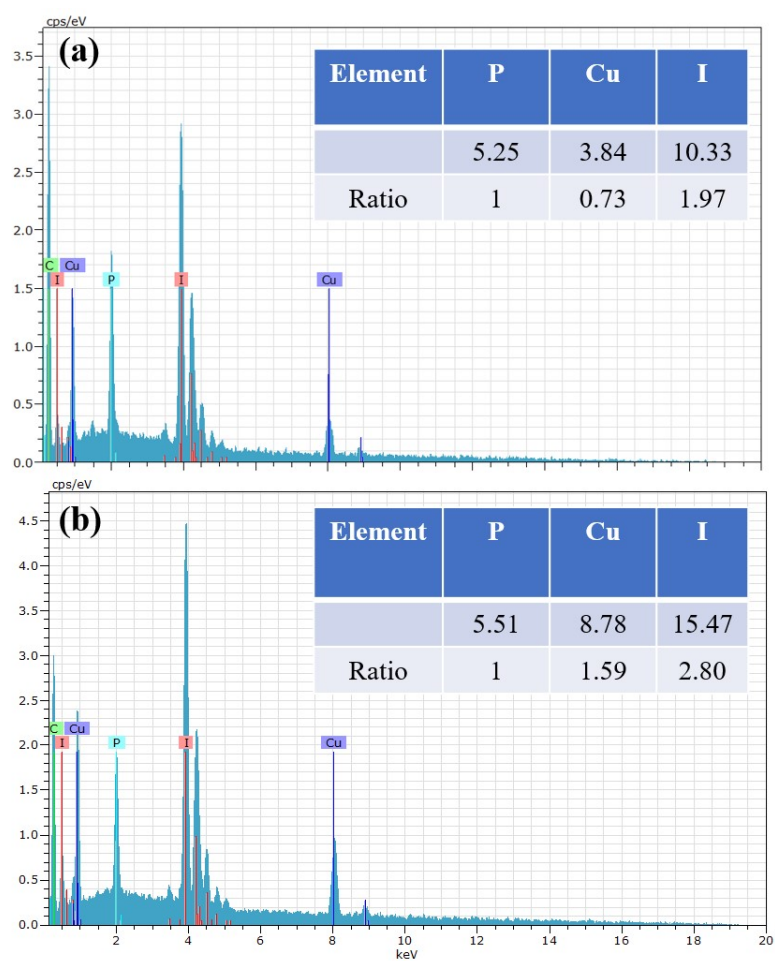 cps/eV
(a)
3.5
3.0
2.5
2.0
1.5
1.0
0.5
0.0
Element P Cu I
5.25 3.84 10.33
Ratio 1 0.73 1.97
C Cu
I P I Cu
cps/eV
(b)
4.5
4.0
3.5
3.0
2.5
2.0
1.5
1.0
0.5
0.0
Element P Cu I
5.51 8.78 15.47
Ratio 1 1.59 2.80
C Cu
I P I Cu
2 4 6 8 10 12 14 16 18 20
keV